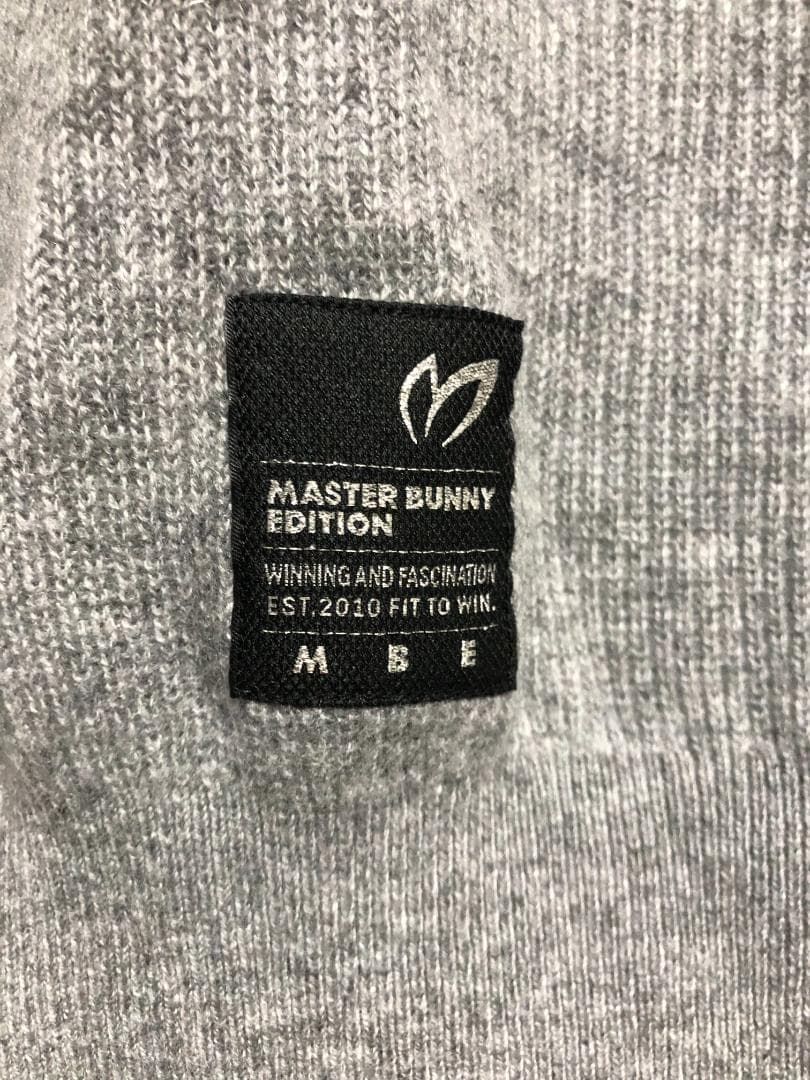 MASTER BUNNY
EDITION
WINNING AND FASCINATION
EST.2010 FIT TO WIN.
M B E